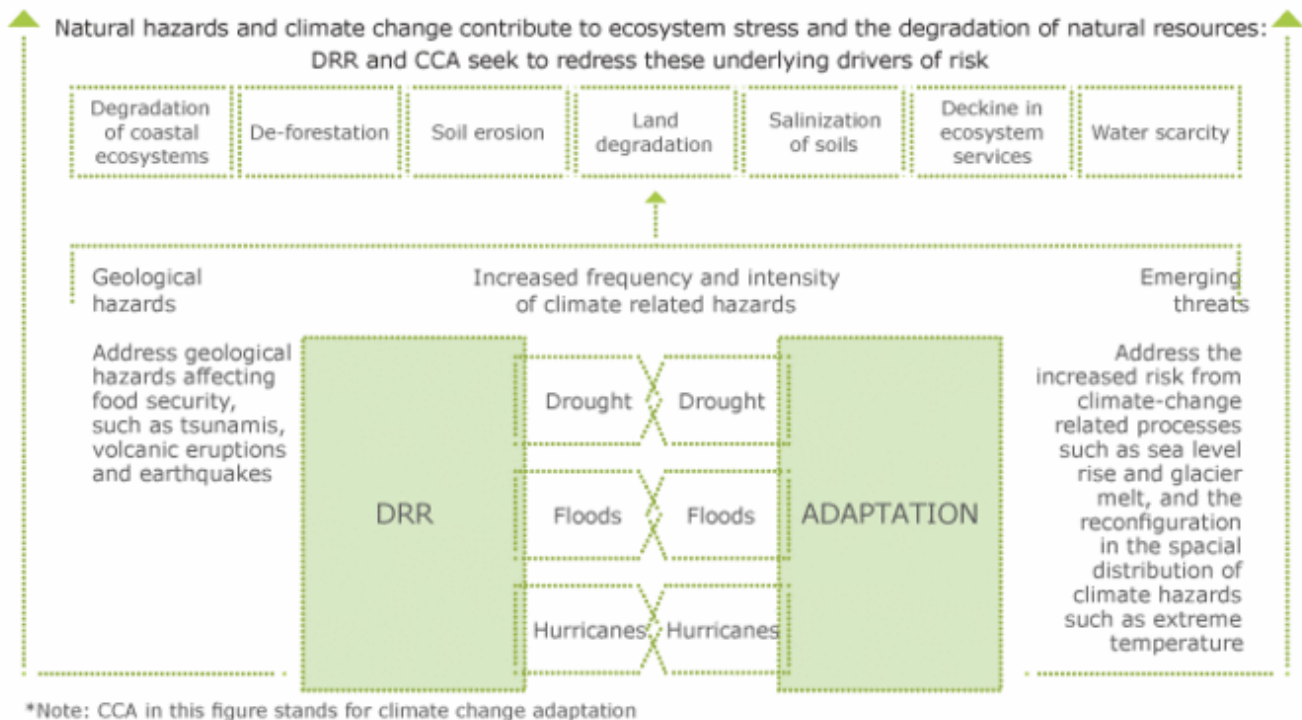 Natural hazards and climate change contribute to ecosystem stress and the degradation of natural resources:
DRR and CCA seek to redress these underlying drivers of risk
Degradation
of coastal
ecosystems
De-forestation
Soil erosion
Land
degradation
Salinization
of soils
Deckine in
ecosystem
services
Water scarcity
Geological
hazards
Increased frequency and intensity
of climate related hazards
Emerging
threats
Address geological
hazards affecting
food security,
such as tsunamis,
volcanic eruptions
and earthquakes
DRR
Drought
Drought
Floods
Floods
Hurricanes
Hurricanes
ADAPTATION
Address the
increased risk from
climate-change
related processes
such as sea level
rise and glacier
melt, and the
reconfiguration
in the spacial
distribution of
climate hazards
such as extreme
temperature
*Note: CCA in this figure stands for climate change adaptation